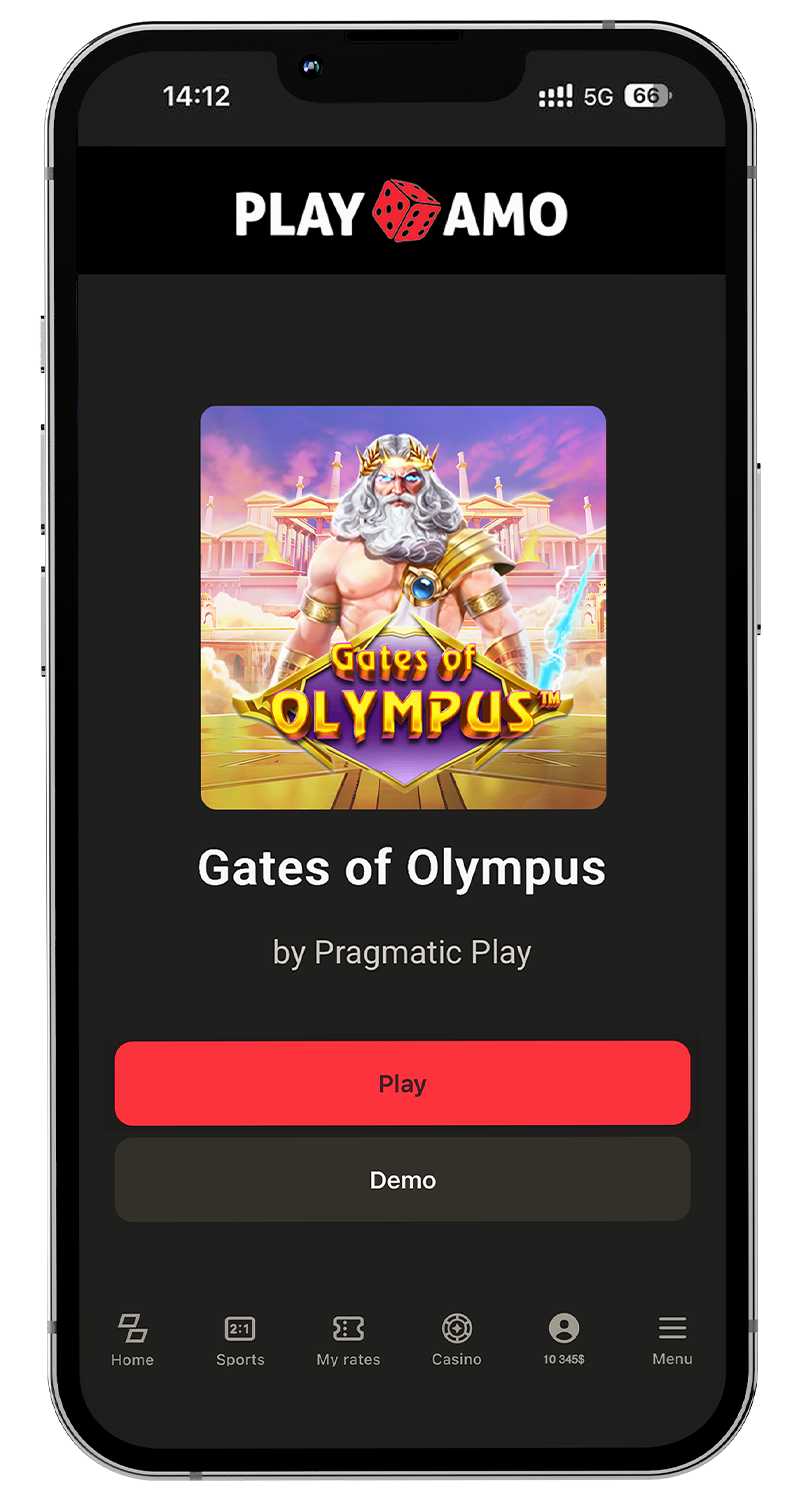 14:12 5G 66
PLAY AMO
Gates of
OLYMPUS™
Gates of Olympus
by Pragmatic Play
Play
Demo
2:1
Home Sports My rates Casino 10 345$ Menu